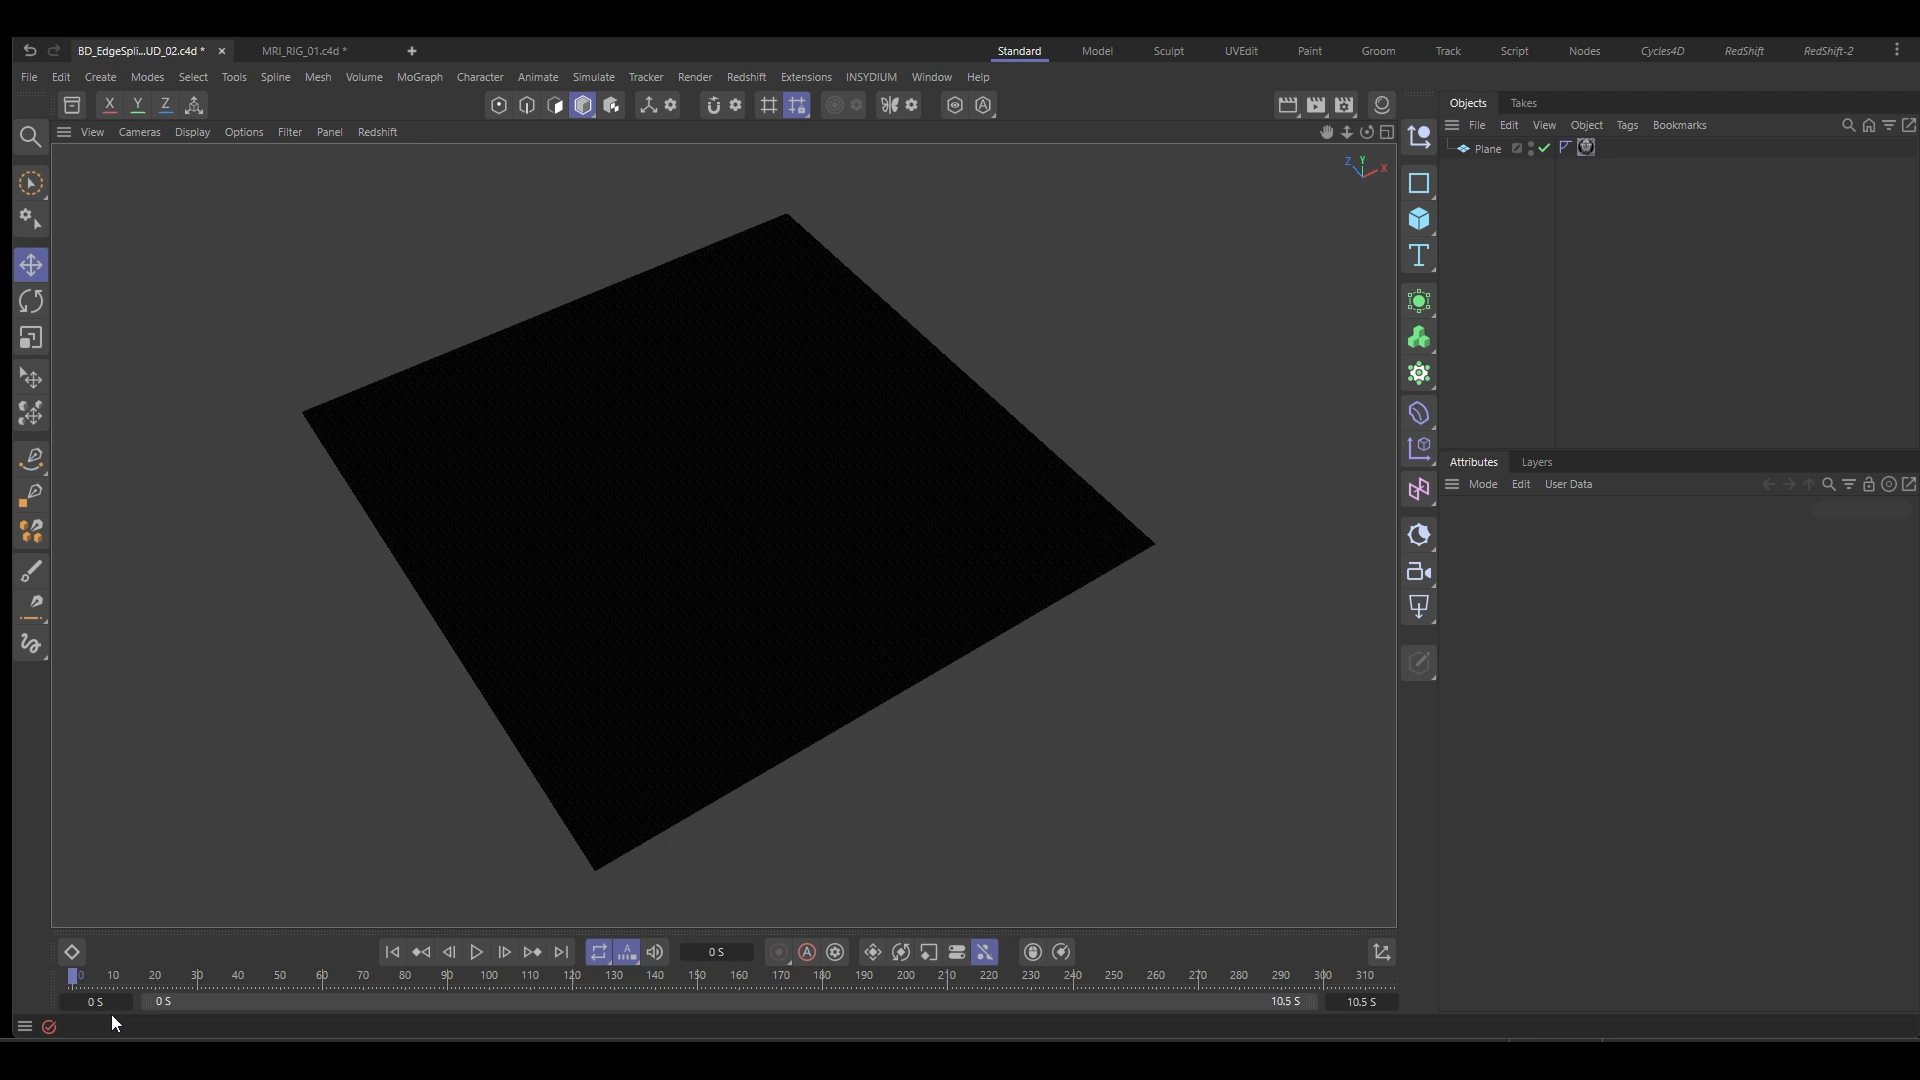 BD_EdgeSpli...UD_02.c4d *
MRI_RIG_01.c4d *
Standard Model Sculpt UVEdit Paint Groom Track Script Nodes Cycles4D RedShift RedShift-2
File Edit Create Modes Select Tools Spline Mesh Volume MoGraph Character Animate Simulate Tracker Render Redshift Extensions INSYDIUM Window Help
X Y Z
Objects Takes
View Cameras Display Options Filter Panel Redshift
File Edit View Object Tags Bookmarks
Plane
Z Y X
Attributes Layers
Mode Edit User Data
0 S
0 10 20 30 40 50 60 70 80 90 100 110 120 130 140 150 160 170 180 190 200 210 220 230 240 250 260 270 280 290 300 310
0 S 0 S 10.5 S 10.5 S